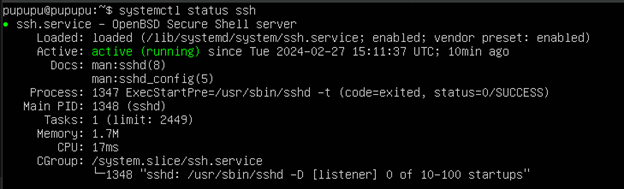 pupupu@pupupu:~$ systemctl status ssh
● ssh.service - OpenBSD Secure Shell server
Loaded: loaded (/lib/systemd/system/ssh.service; enabled; vendor preset: enabled)
Active: active (running) since Tue 2024-02-27 15:11:37 UTC; 10min ago
Docs: man:sshd(8)
man:sshd_config(5)
Process: 1347 ExecStartPre=/usr/sbin/sshd -t (code=exited, status=0/SUCCESS)
Main PID: 1348 (sshd)
Tasks: 1 (limit: 2449)
Memory: 1.7M
CPU: 17ms
CGroup: /system.slice/ssh.service
└─1348 "sshd: /usr/sbin/sshd -D [listener] 0 of 10-100 startups"